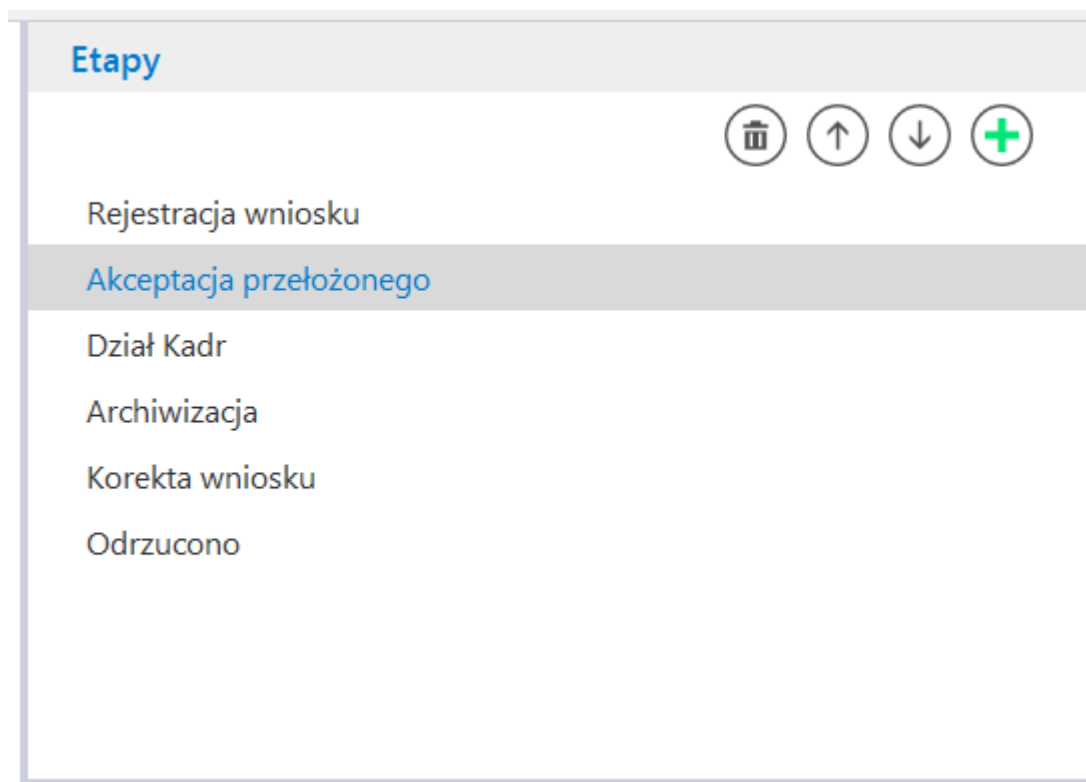 Etapy
Rejestracja wniosku
Akceptacja przełożonego
Dział Kadr
Archiwizacja
Korekta wniosku
Odrzucono